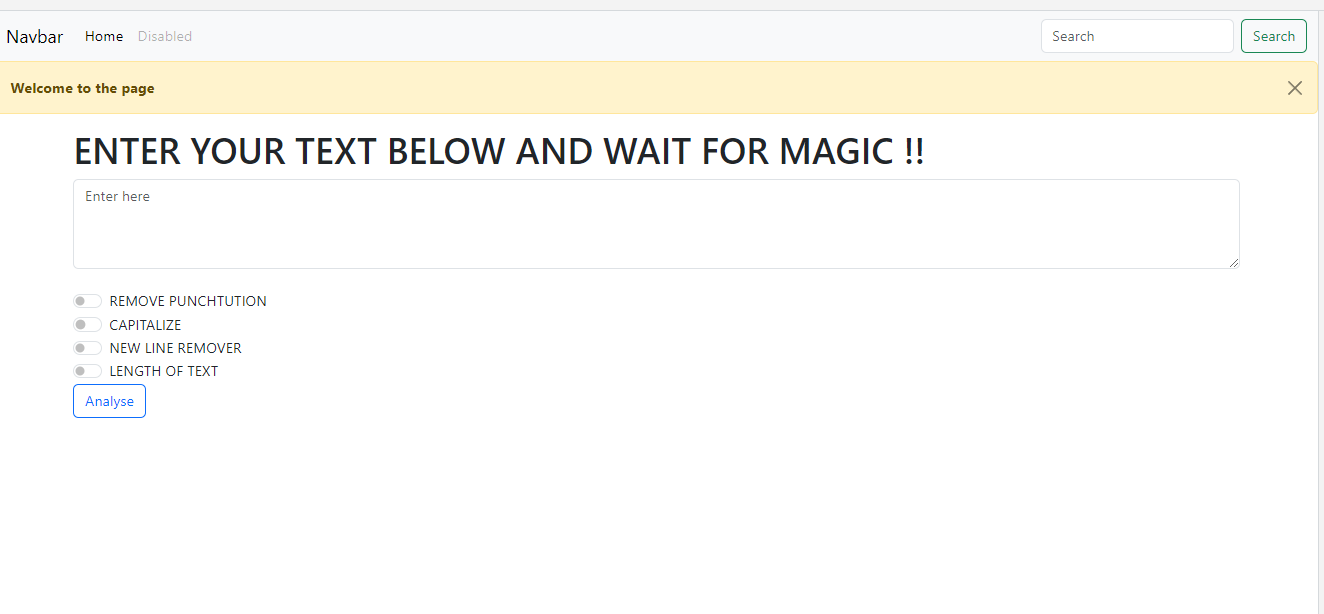 Navbar Home Disabled Search Search
Welcome to the page
ENTER YOUR TEXT BELOW AND WAIT FOR MAGIC !!
Enter here
REMOVE PUNCHTUTION
CAPITALIZE
NEW LINE REMOVER
LENGTH OF TEXT
Analyse